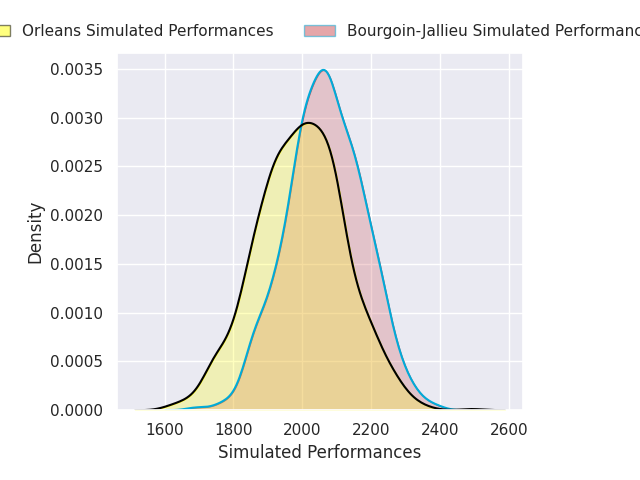 Orleans Simulated Performances Bourgoin-Jallieu Simulated Performanc
0.0035
0.0030
0.0025
0.0020
0.0015
0.0010
0.0005
0.0000
Density
1600 1800 2000 2200 2400 2600
Simulated Performances